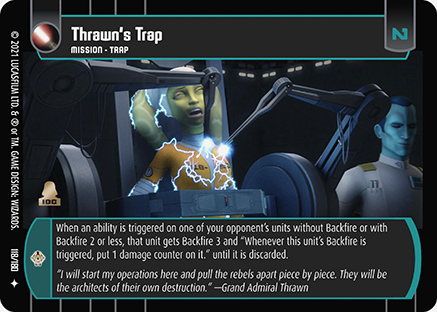 Thrawn's Trap
MISSION - TRAP
N
© 2021 LUCASFILM LTD. & ® OR TM. GAME DESIGN: WIZARDS.
118/180
100
When an ability is triggered on one of your opponent's units without Backfire or with
Backfire 2 or less, that unit gets Backfire 3 and "Whenever this unit's Backfire is
triggered, put 1 damage counter on it." until it is discarded.
"I will start my operations here and pull the rebels apart piece by piece. They will be
the architects of their own destruction." —Grand Admiral Thrawn